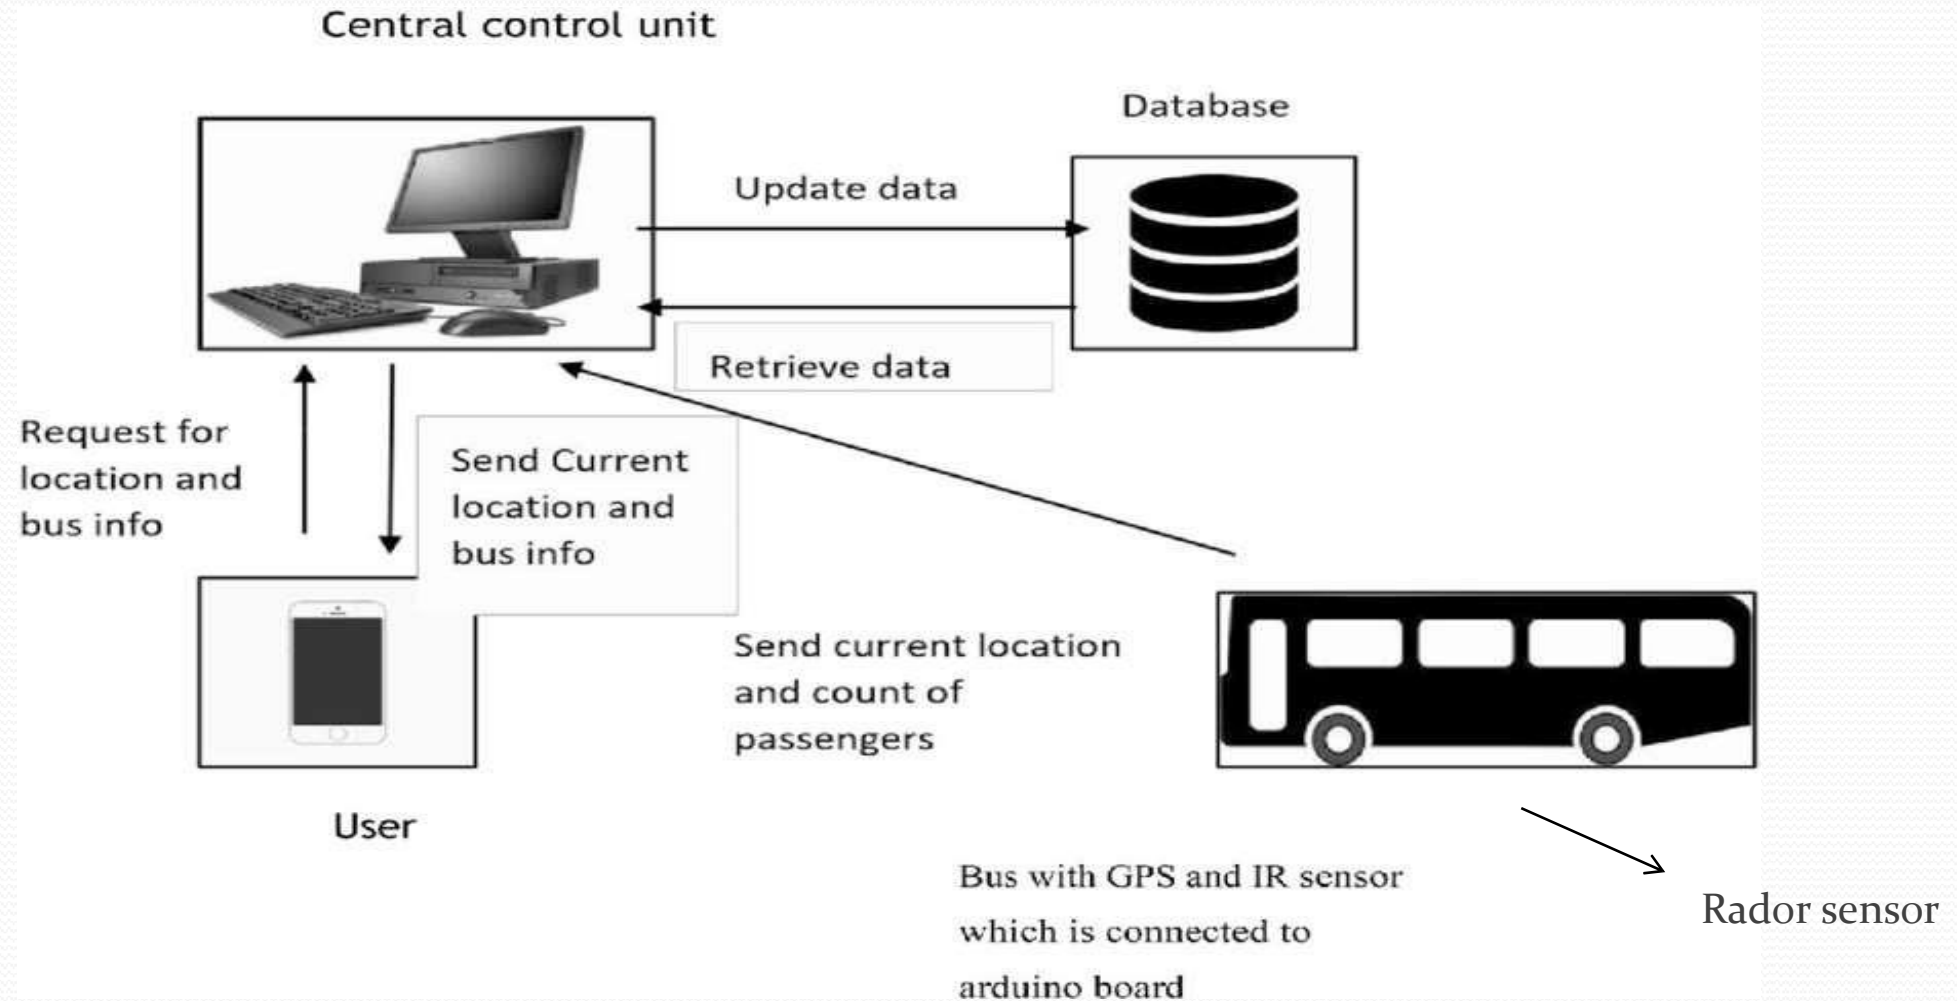 Central control unit
Database
Update data
Retrieve data
Request for
location and
bus info
Send Current
location and
bus info
Send current location
and count of
passengers
User
Bus with GPS and IR sensor
which is connected to
arduino board
Rador sensor